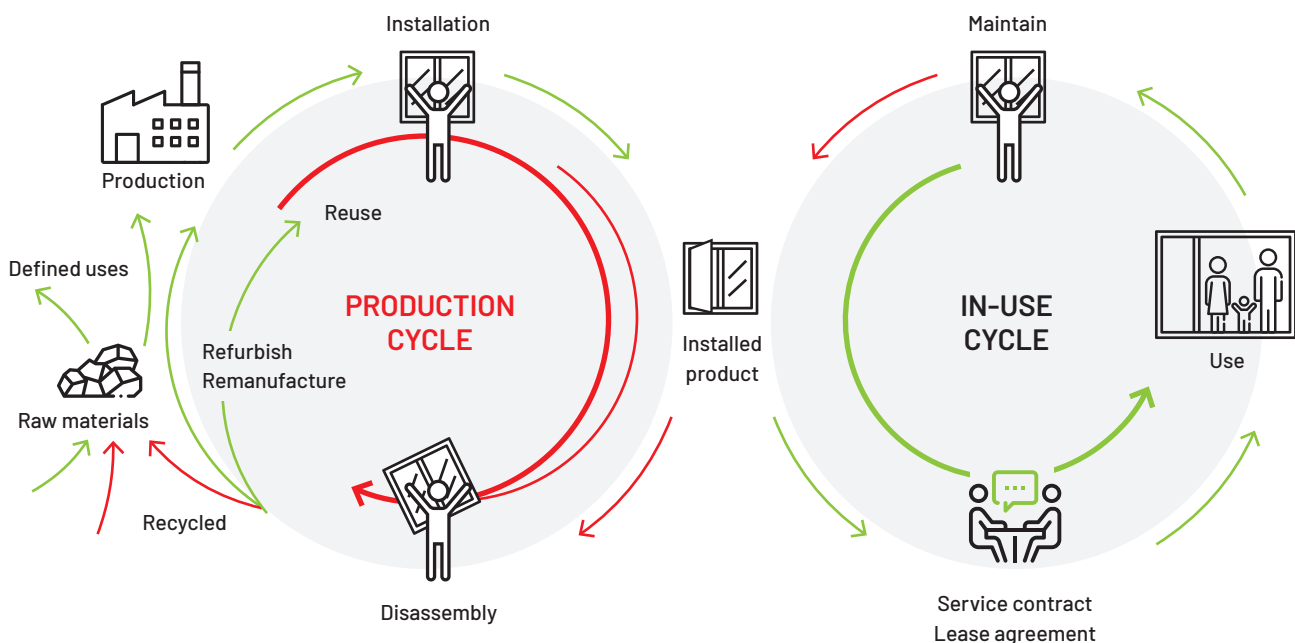 Installation
Maintain
Production
Reuse
Defined uses
PRODUCTION
CYCLE
IN-USE
CYCLE
Refurbish
Remanufacture
Installed
product
Use
Raw materials
Recycled
Disassembly
Service contract
Lease agreement